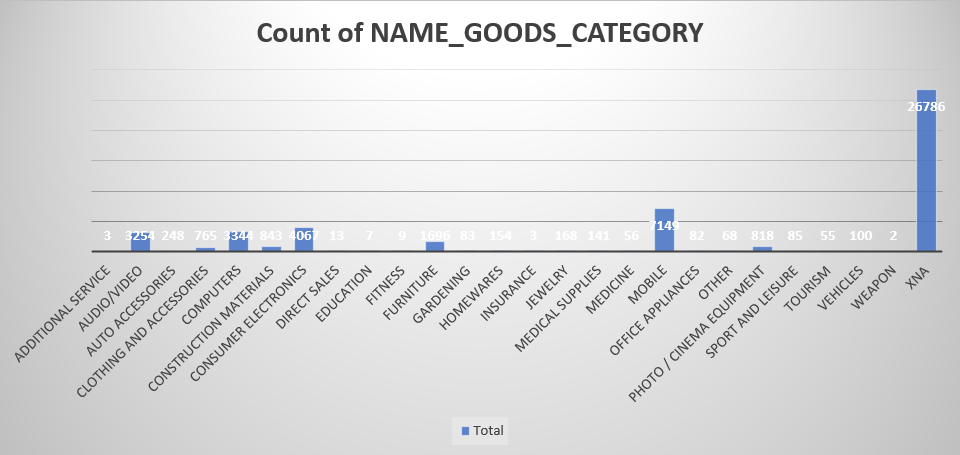 Count of NAME_GOODS_CATEGORY
3 3254 248 765 3344 843 4067 13 7 9 1696 83 154 3 168 141 56 7149 82 68 818 85 55 100 2 26786
ADDITIONAL SERVICE
AUDIO/VIDEO
AUTO ACCESSORIES
CLOTHING AND ACCESSORIES
COMPUTERS
CONSTRUCTION MATERIALS
CONSUMER ELECTRONICS
DIRECT SALES
EDUCATION
FITNESS
FURNITURE
GARDENING
HOMEWARES
INSURANCE
JEWELRY
MEDICAL SUPPLIES
MEDICINE
MOBILE
OFFICE APPLIANCES
OTHER
PHOTO / CINEMA EQUIPMENT
SPORT AND LEISURE
TOURISM
VEHICLES
WEAPON
XNA
Total